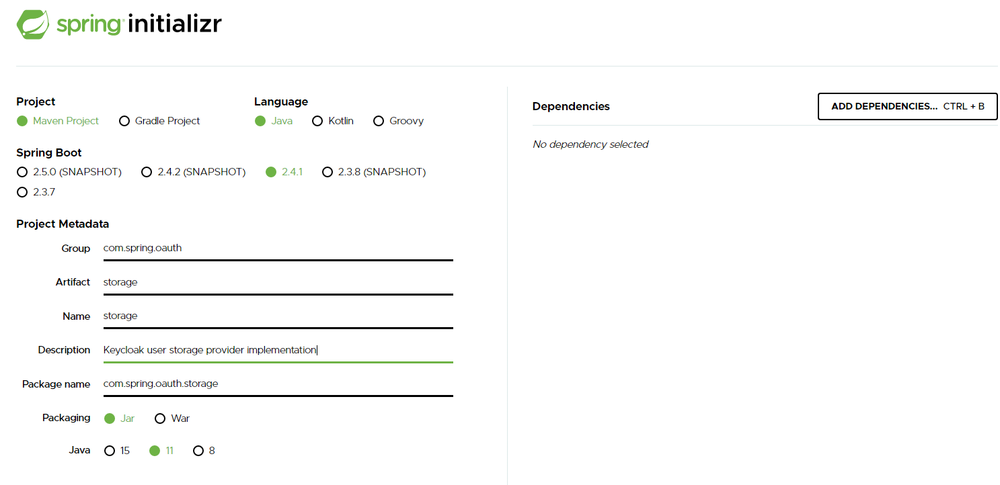 spring initializr
Project
Maven Project Gradle Project
Language
Java Kotlin Groovy
Spring Boot
2.5.0 (SNAPSHOT) 2.4.2 (SNAPSHOT) 2.4.1 2.3.8 (SNAPSHOT)
2.3.7
Project Metadata
Group com.spring.oauth
Artifact storage
Name storage
Description Keycloak user storage provider implementation
Package name com.spring.oauth.storage
Packaging Jar War
Java 15 11 8
Dependencies
ADD DEPENDENCIES... CTRL + B
No dependency selected